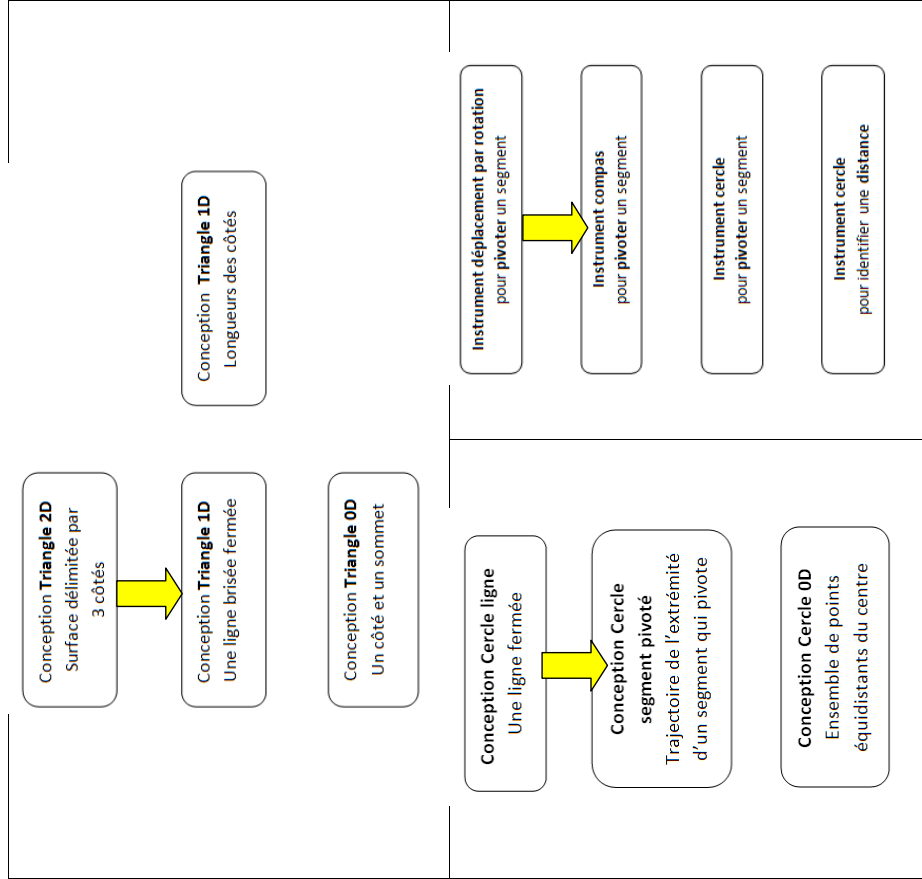 Conception Triangle 2D
Surface délimitée par
3 côtés
Conception Triangle 1D
Une ligne brisée fermée
Conception Triangle 0D
Un côté et un sommet
Conception Triangle 1D
Longueurs des côtés
Conception Cercle ligne
Une ligne fermée
Conception Cercle
segment pivoté
Trajectoire de l'extrémité
d'un segment qui pivote
Conception Cercle 0D
Ensemble de points
équidistants du centre
Instrument déplacement par rotation
pour pivoter un segment
Instrument compas
pour pivoter un segment
Instrument cercle
pour pivoter un segment
Instrument cercle
pour identifier une distance